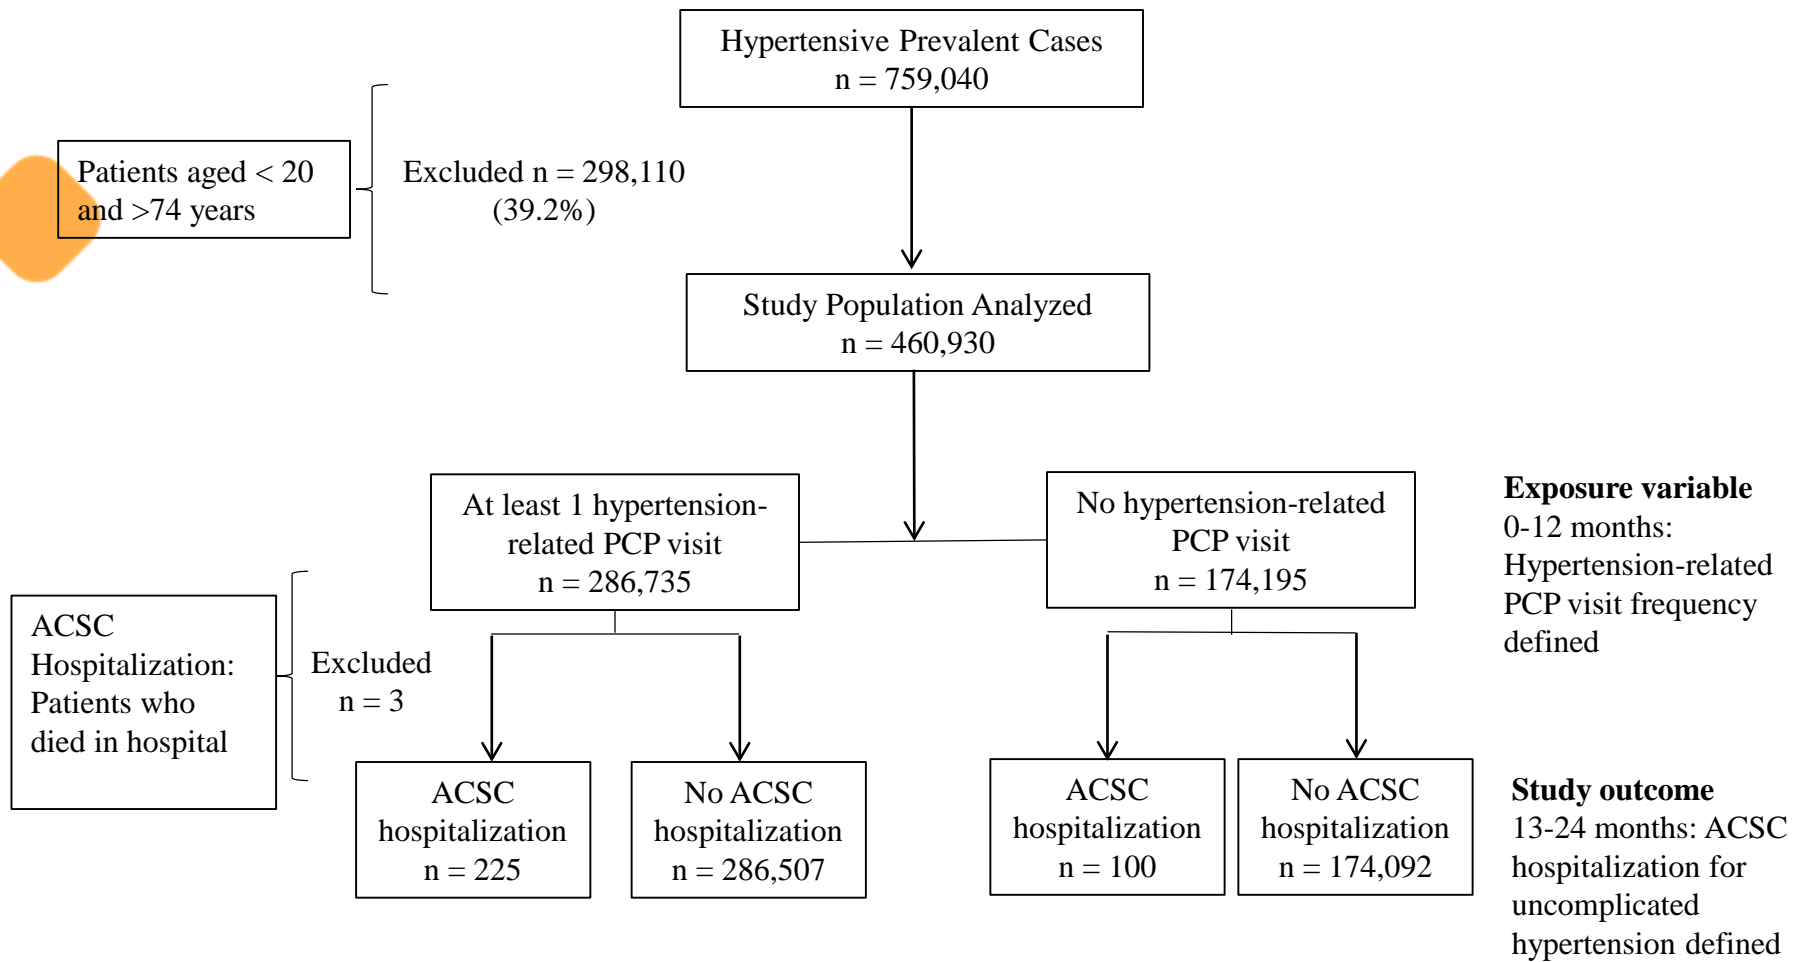 Hypertensive Prevalent Cases
n = 759,040
Patients aged < 20
and >74 years
Excluded n = 298,110
(39.2%)
Study Population Analyzed
n = 460,930
At least 1 hypertension-
related PCP visit
n = 286,735
No hypertension-related
PCP visit
n = 174,195
Exposure variable
0-12 months:
Hypertension-related
PCP visit frequency
defined
ACSC
Hospitalization:
Patients who
died in hospital
Excluded
n = 3
ACSC
hospitalization
n = 225
No ACSC
hospitalization
n = 286,507
ACSC
hospitalization
n = 100
No ACSC
hospitalization
n = 174,092
Study outcome
13-24 months: ACSC
hospitalization for
uncomplicated
hypertension defined